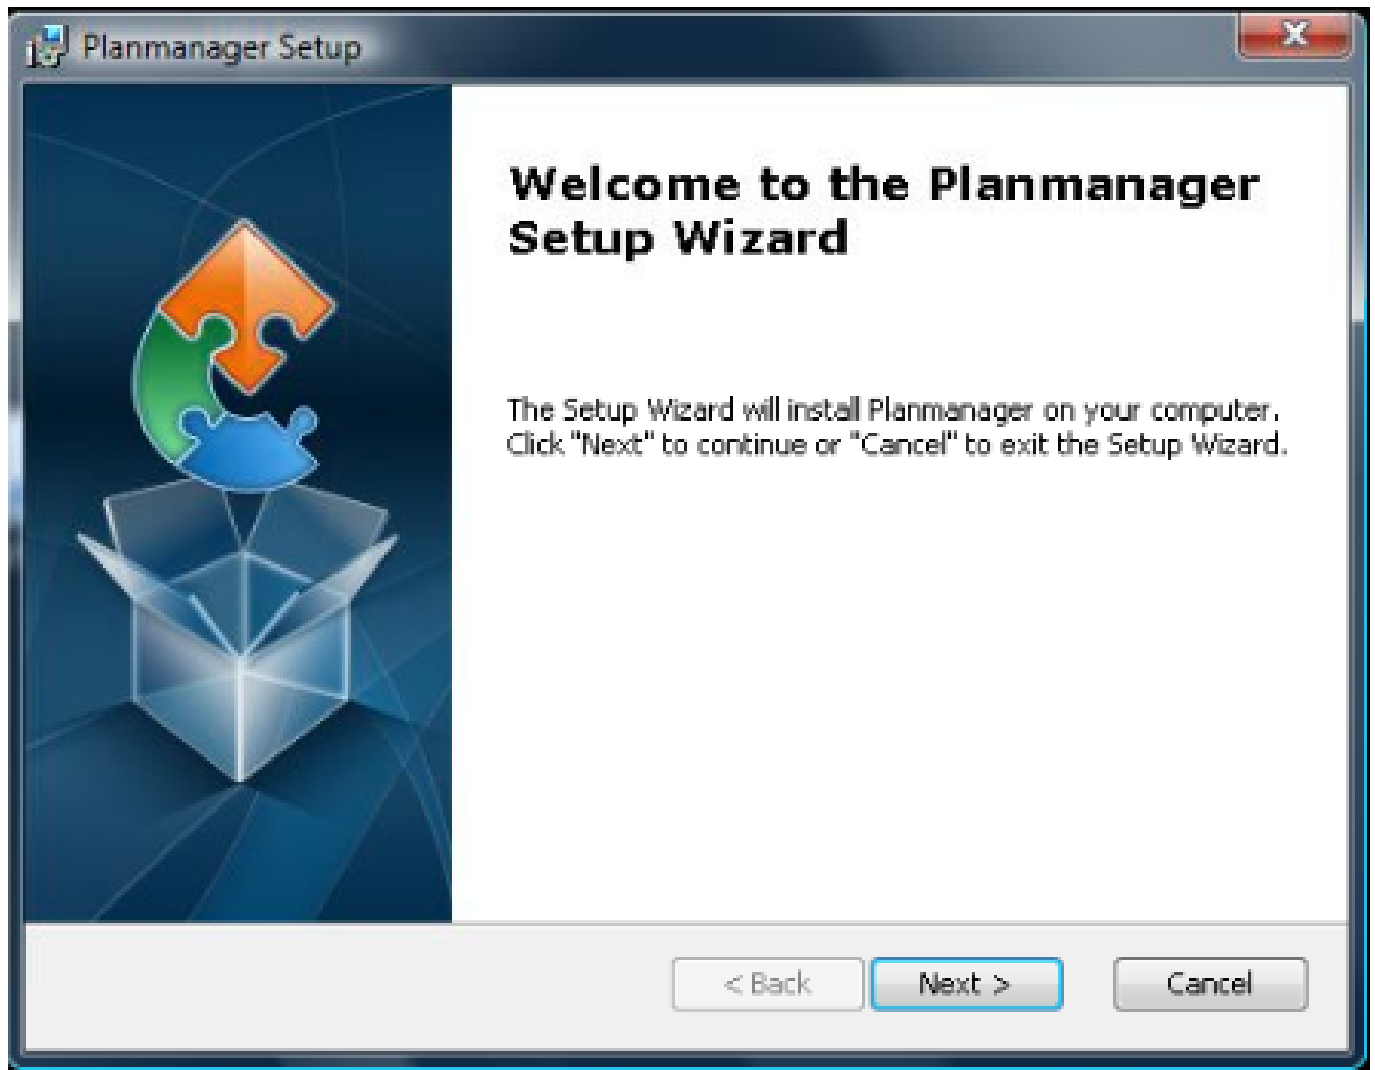 Planmanager Setup
Welcome to the Planmanager
Setup Wizard
The Setup Wizard will install Planmanager on your computer.
Click "Next" to continue or "Cancel" to exit the Setup Wizard.
< Back
Next >
Cancel